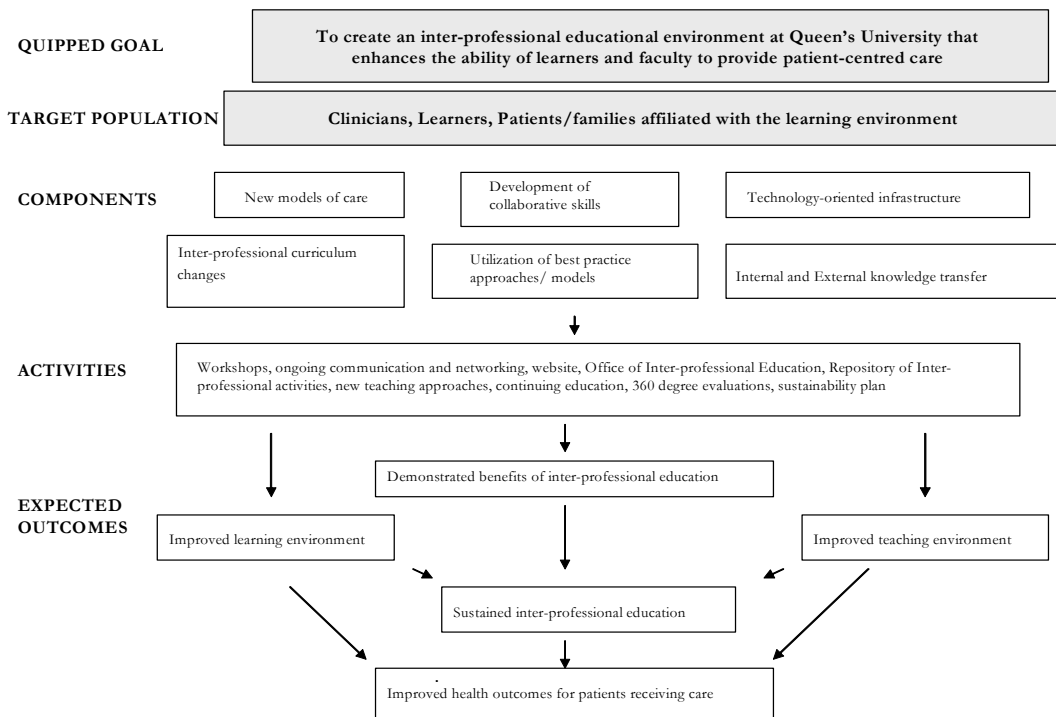 QUIPPED GOAL
To create an inter-professional educational environment at Queen's University that
enhances the ability of learners and faculty to provide patient-centred care
TARGET POPULATION
Clinicians, Learners, Patients/families affiliated with the learning environment
COMPONENTS
New models of care
Development of
collaborative skills
Technology-oriented infrastructure
Inter-professional curriculum
changes
Utilization of best practice
approaches/ models
Internal and External knowledge transfer
ACTIVITIES
Workshops, ongoing communication and networking, website, Office of Inter-professional Education, Repository of Inter-
professional activities, new teaching approaches, continuing education, 360 degree evaluations, sustainability plan
Demonstrated benefits of inter-professional education
EXPECTED
OUTCOMES
Improved learning environment
Improved teaching environment
Sustained inter-professional education
Improved health outcomes for patients receiving care